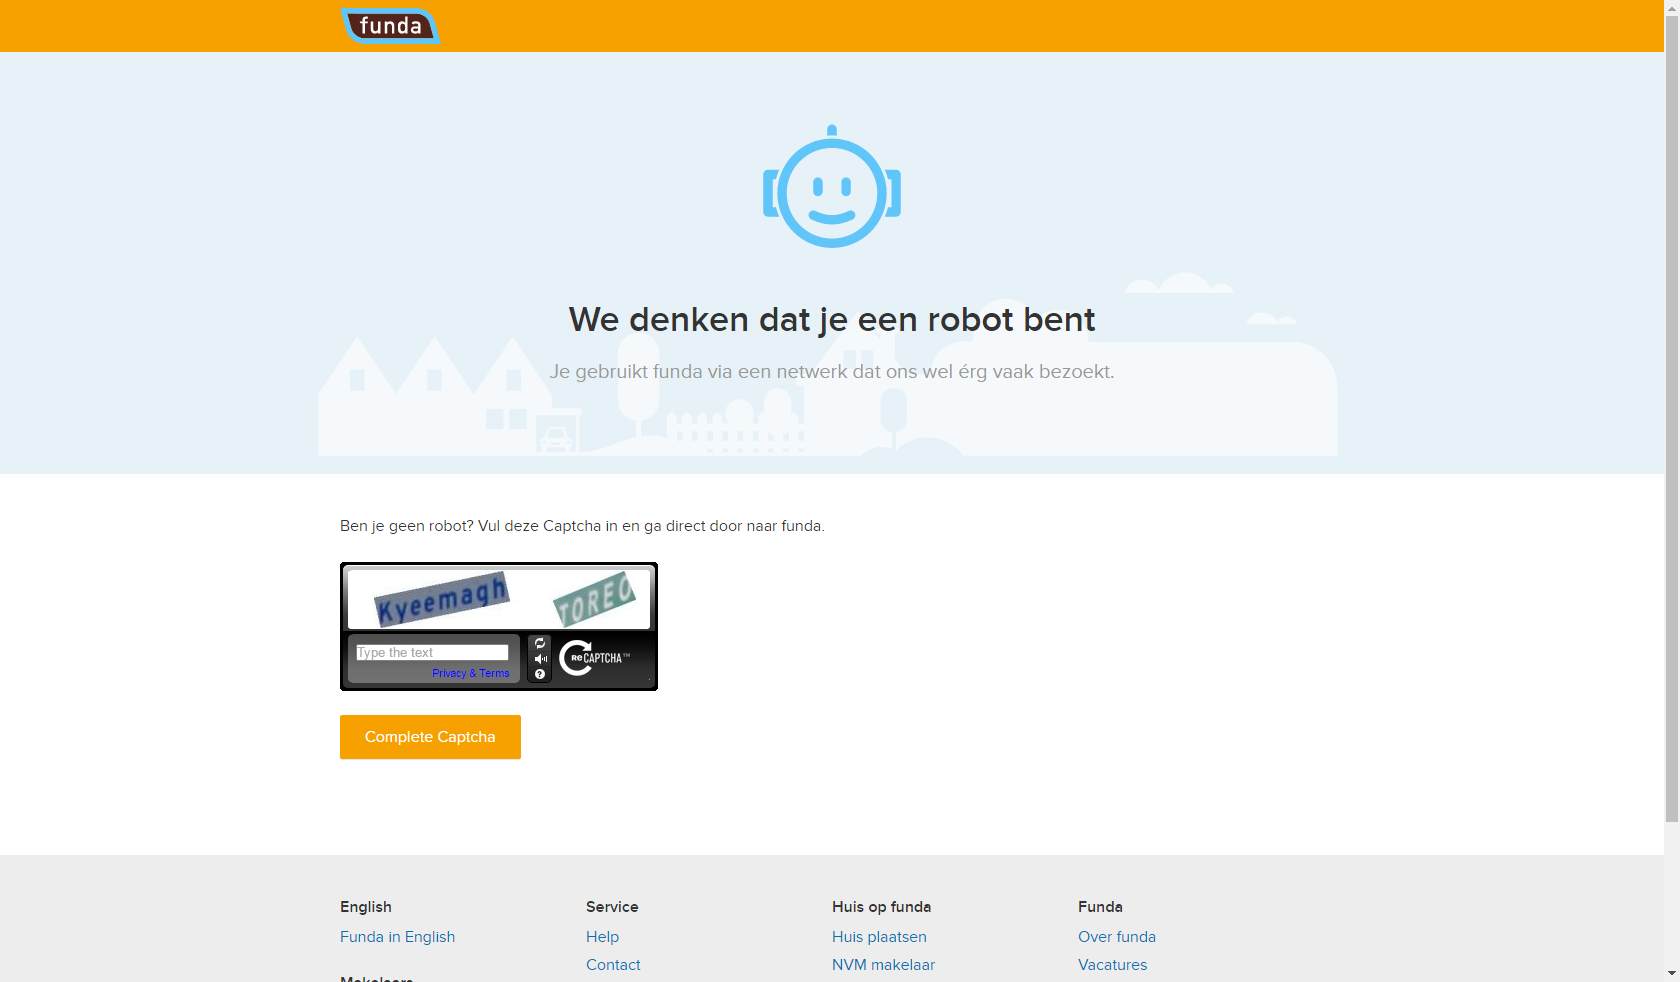 funda
We denken dat je een robot bent
Je gebruikt funda via een netwerk dat ons wel érg vaak bezoekt.
Ben je geen robot? Vul deze Captcha in en ga direct door naar funda.
Kyeemagh
Type the text
Privacy & Terms
reCAPTCHA™
Complete Captcha
English
Funda in English
Makelaars
Service
Help
Contact
Huis op funda
Huis plaatsen
NVM makelaar
Funda
Over funda
Vacatures